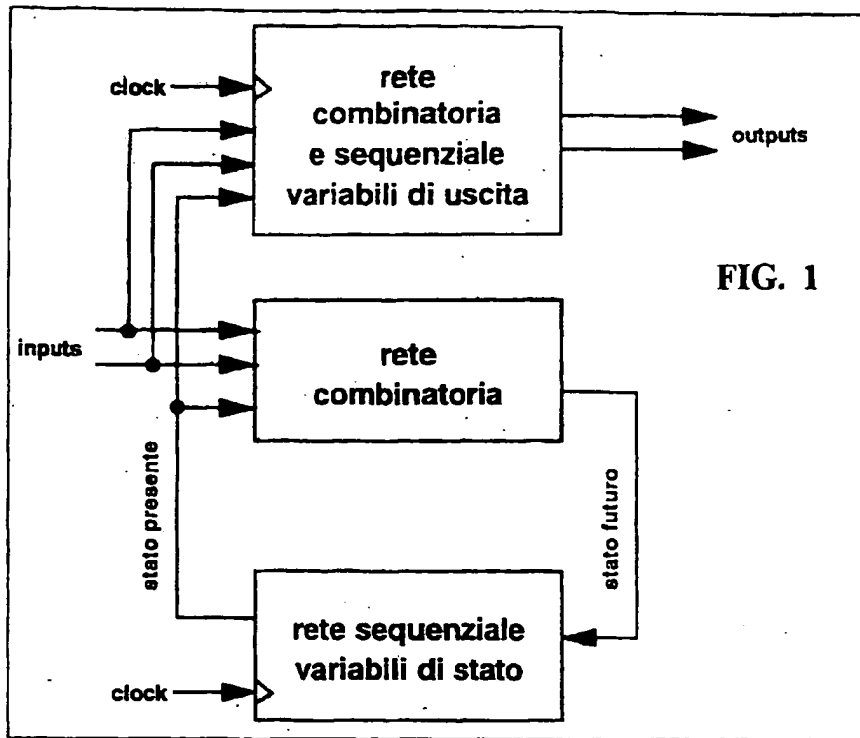 clock
rete
combinatoria
e sequenziale
variabili di uscita
outputs
FIG. 1
inputs
rete
combinatoria
stato presente
stato futuro
rete sequenziale
variabili di stato
clock